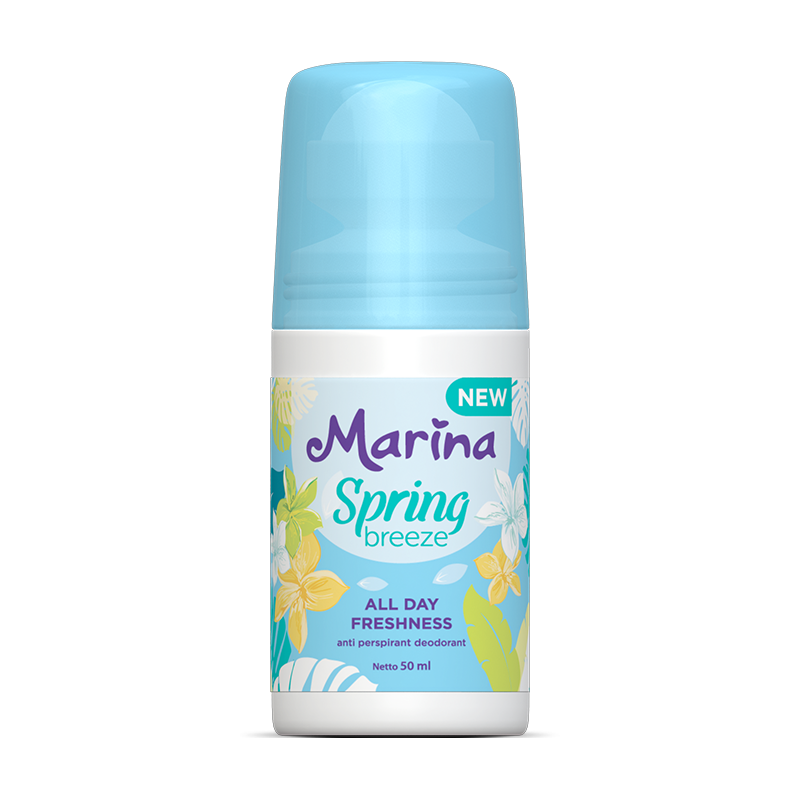 NEW
Marina
Spring
breeze
ALL DAY
FRESHNESS
anti perspirant deodorant
Netto 50 ml